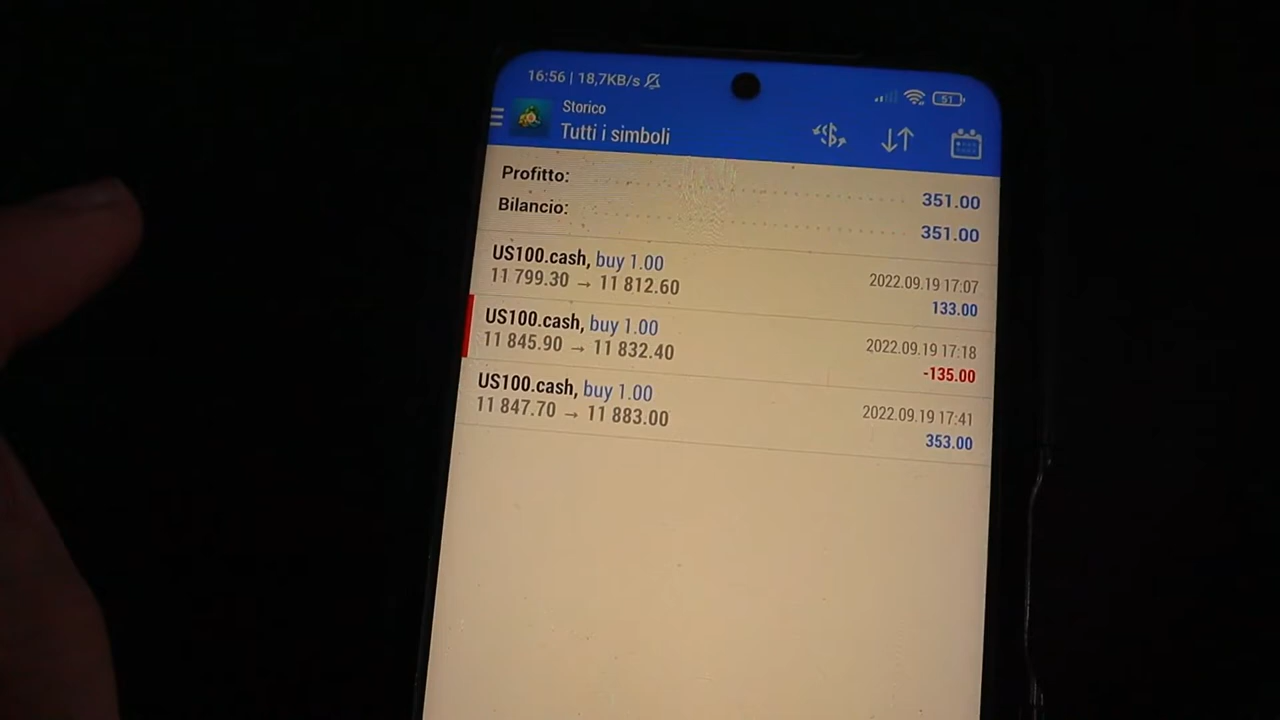 16:56 | 18,7KB/s
51
Storico
Tutti i simboli
Profitto: 351.00
Bilancio: 351.00
US100.cash, buy 1.00
11 799.30 → 11 812.60
2022.09.19 17:07
133.00
US100.cash, buy 1.00
11 845.90 → 11 832.40
2022.09.19 17:18
-135.00
US100.cash, buy 1.00
11 847.70 → 11 883.00
2022.09.19 17:41
353.00